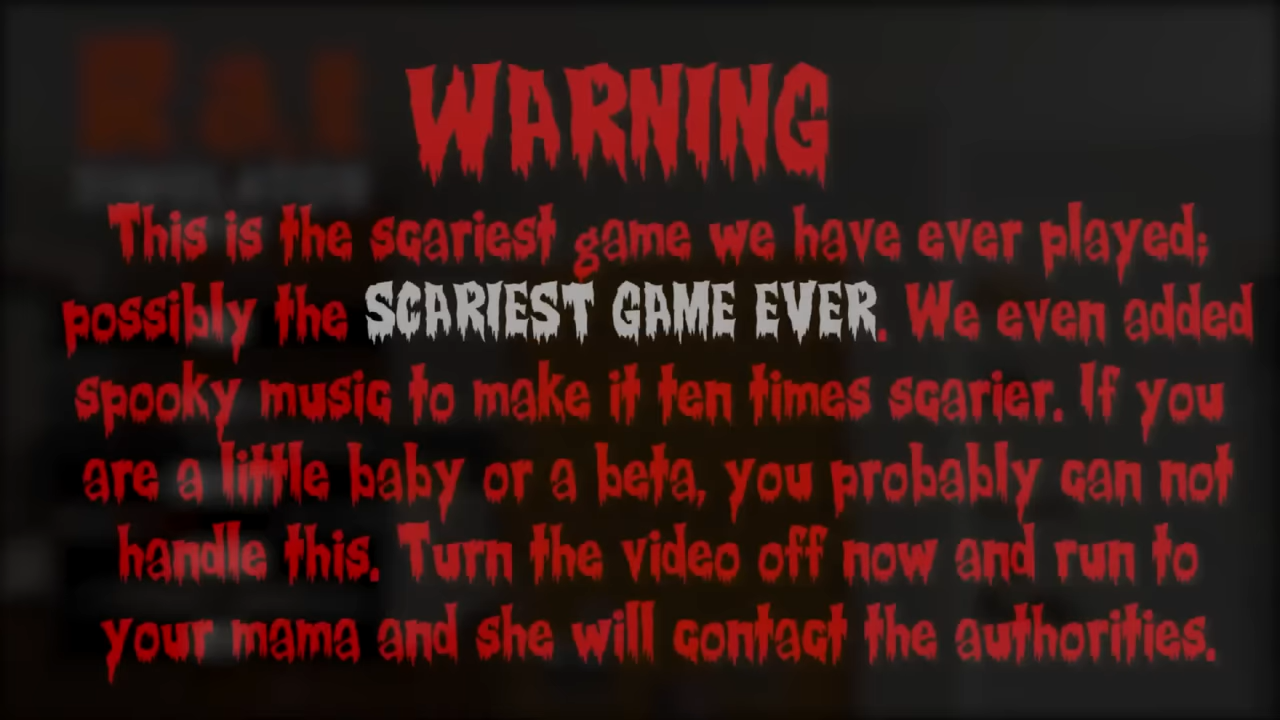 WARNING
This is the scariest game we have ever played;
possibly the SCARIEST GAME EVER. We even added
spooky music to make it ten times scarier. If you
are a little baby or a beta, you probably can not
handle this. Turn the video off now and run to
your mama and she will contact the authorities.